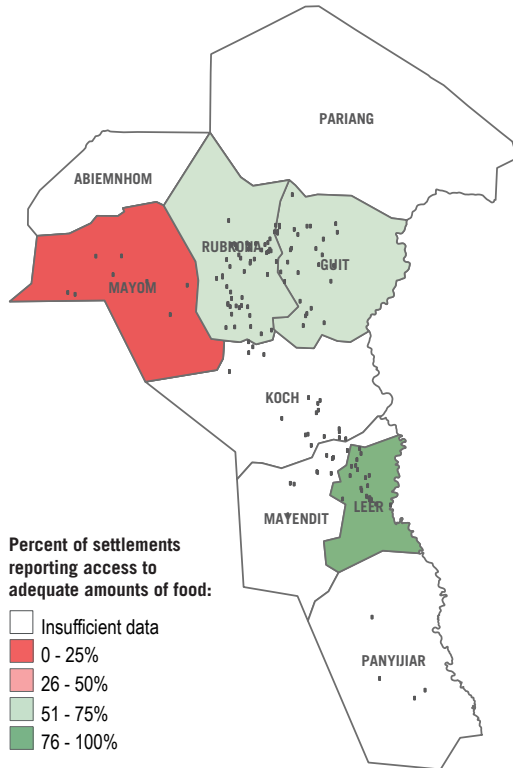 PARIANG
ABIEMNHOM
RUBKONA
GUIT
MAYOM
KOCH
LEER
MAYENDIT
PANYIJIAR
Percent of settlements
reporting access to
adequate amounts of food:
Insufficient data
0 - 25%
26 - 50%
51 - 75%
76 - 100%